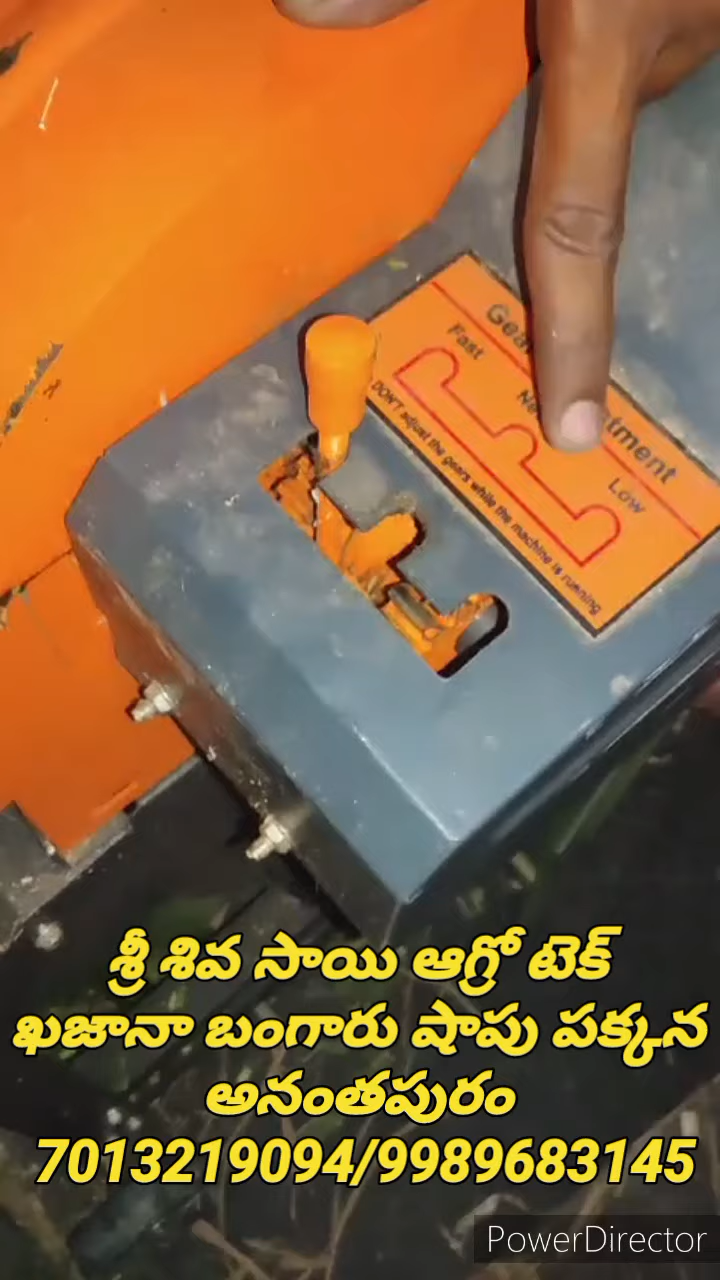 Fast
Low
DON'T adjust the gears while the machine is running
శ్రీ శివ సాయి ఆగ్రో టెక్
ఖజానా బంగారు షాపు పక్కన
అనంతపురం
7013219094/9989683145
PowerDirector